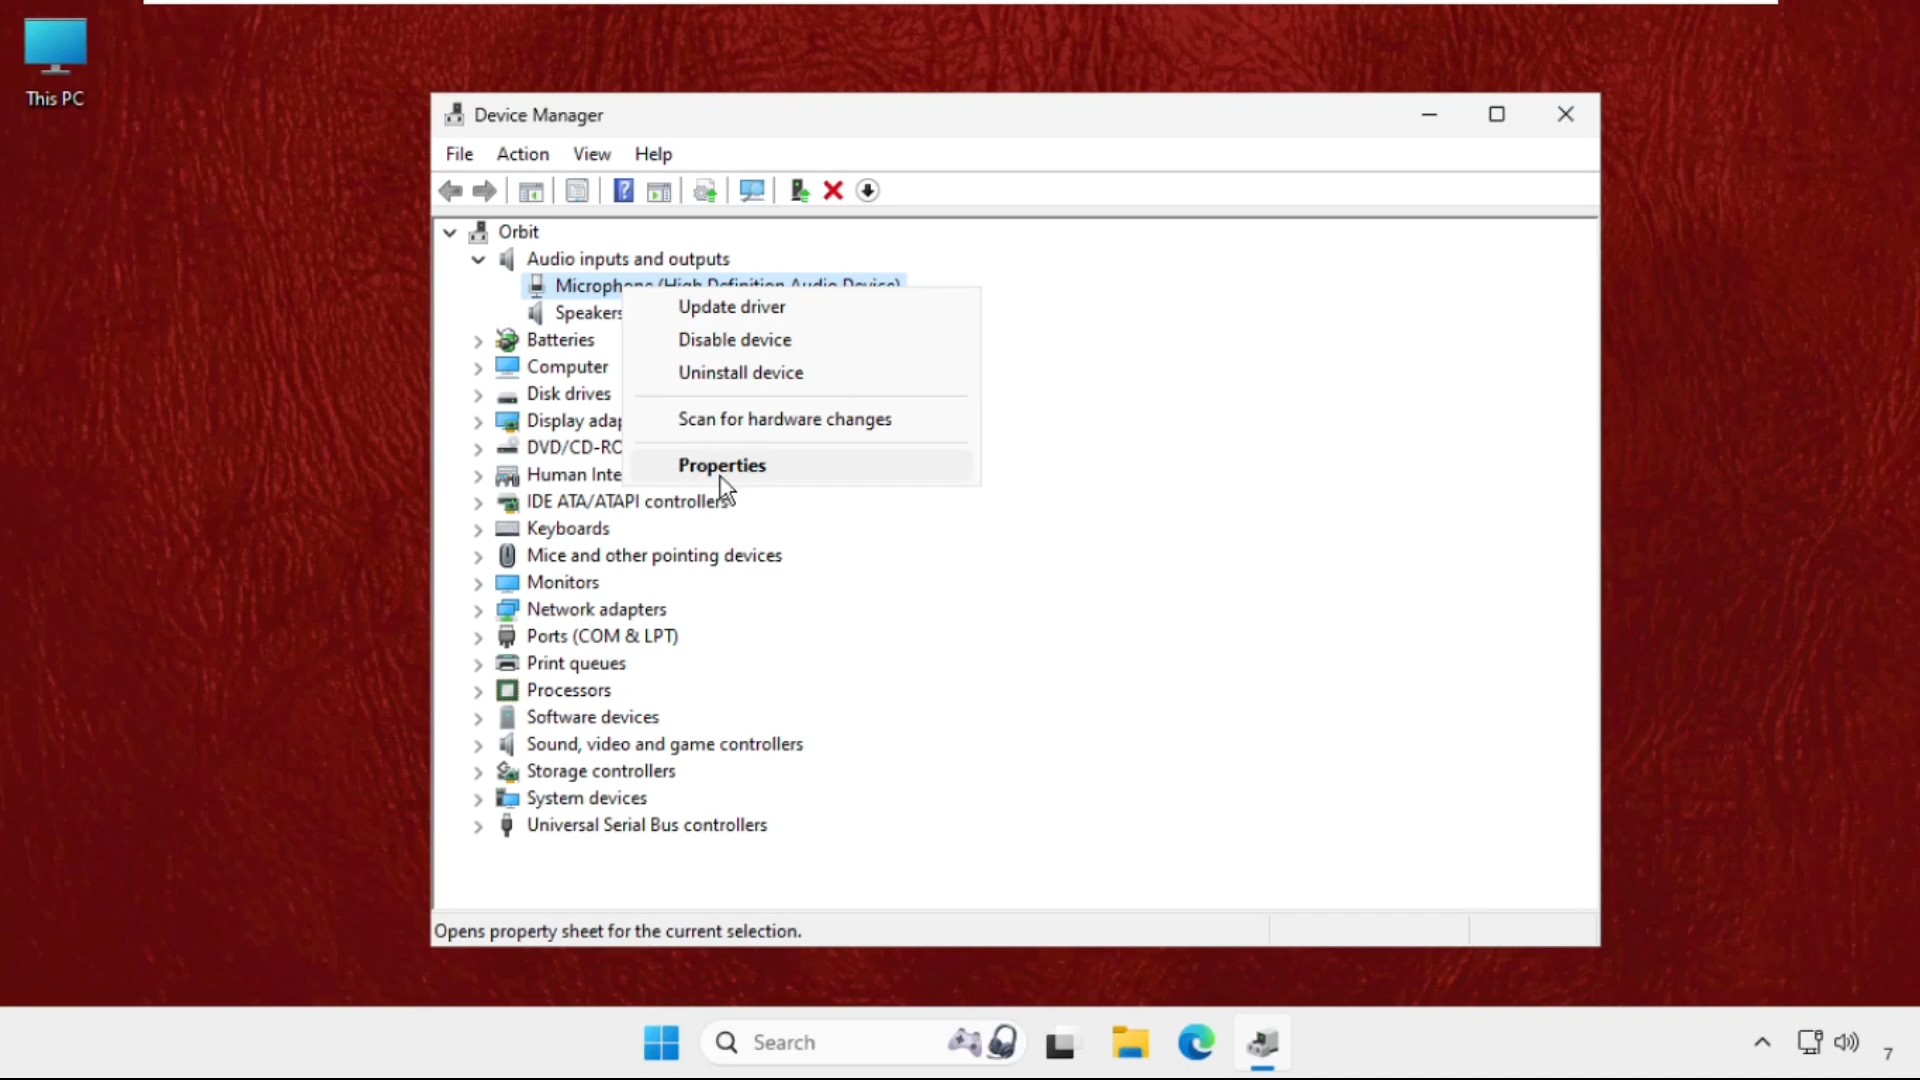 This PC
Device Manager
File Action View Help
Orbit
Audio inputs and outputs
Microphone (High Definition Audio Device)
Update driver
Speakers
Disable device
Batteries
Computer
Uninstall device
Disk drives
Display adap
Scan for hardware changes
DVD/CD-RO
Properties
Human Inte
IDE ATA/ATAPI controllers
Keyboards
Mice and other pointing devices
Monitors
Network adapters
Ports (COM & LPT)
Print queues
Processors
Software devices
Sound, video and game controllers
Storage controllers
System devices
Universal Serial Bus controllers
Opens property sheet for the current selection.
Search
7